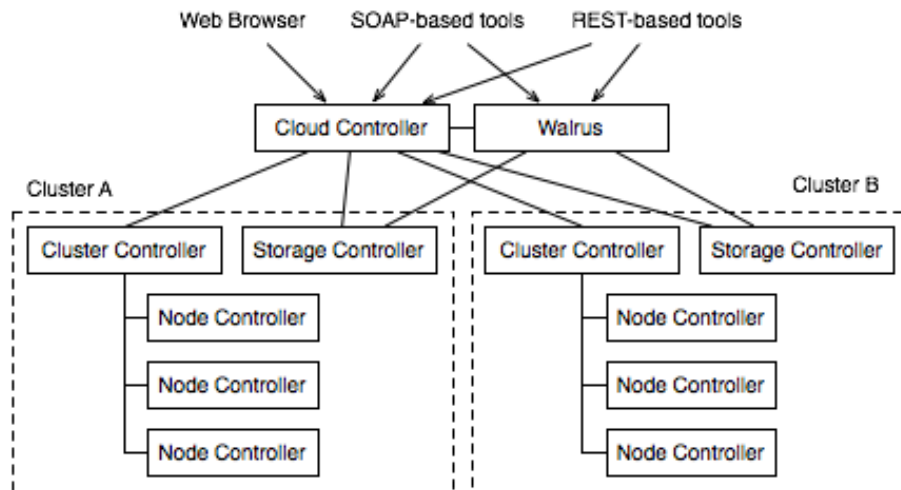 Web Browser SOAP-based tools REST-based tools
Cloud Controller Walrus
Cluster A Cluster B
Cluster Controller Storage Controller Cluster Controller Storage Controller
Node Controller Node Controller
Node Controller Node Controller
Node Controller Node Controller